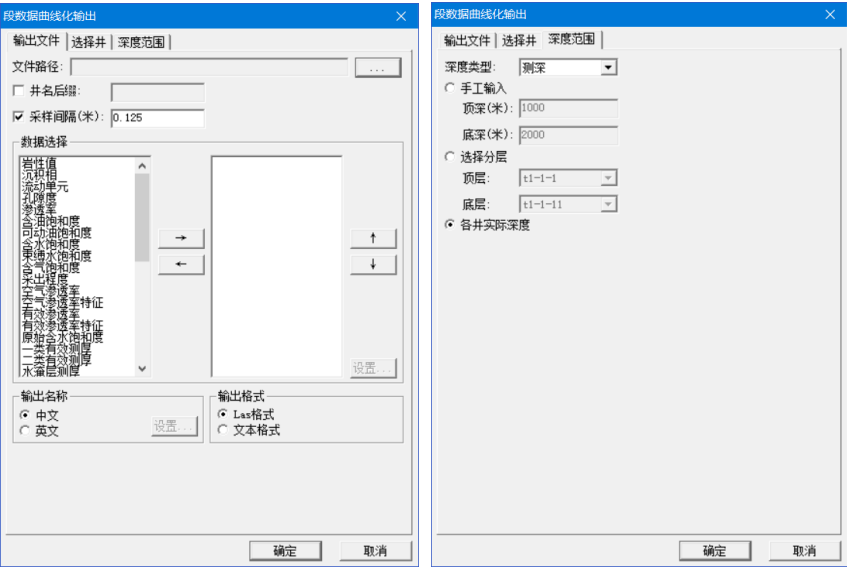 段数据曲线化输出
输出文件 选择井 深度范围
文件路径: ...
井名后缀:
采样间隔(米): 0.125
数据选择
岩性值
沉积相
流动单元
孔隙度
渗透率
含油饱和度
可动油饱和度
含水饱和度
束缚水饱和度
含气饱和度
采出程度
空气渗透率
空气渗透率特征
有效渗透率
有效渗透率特征
原始含水饱和度
一类有效测厚
二类有效测厚
水淹层测厚
→
←
↑
↓
设置...
输出名称
中文
英文
设置...
输出格式
Las格式
文本格式
确定 取消
段数据曲线化输出
输出文件 选择井 深度范围
深度类型: 测深
手工输入
顶深(米): 1000
底深(米): 2000
选择分层
顶层: t1-1-1
底层: t1-1-11
各井实际深度
确定 取消